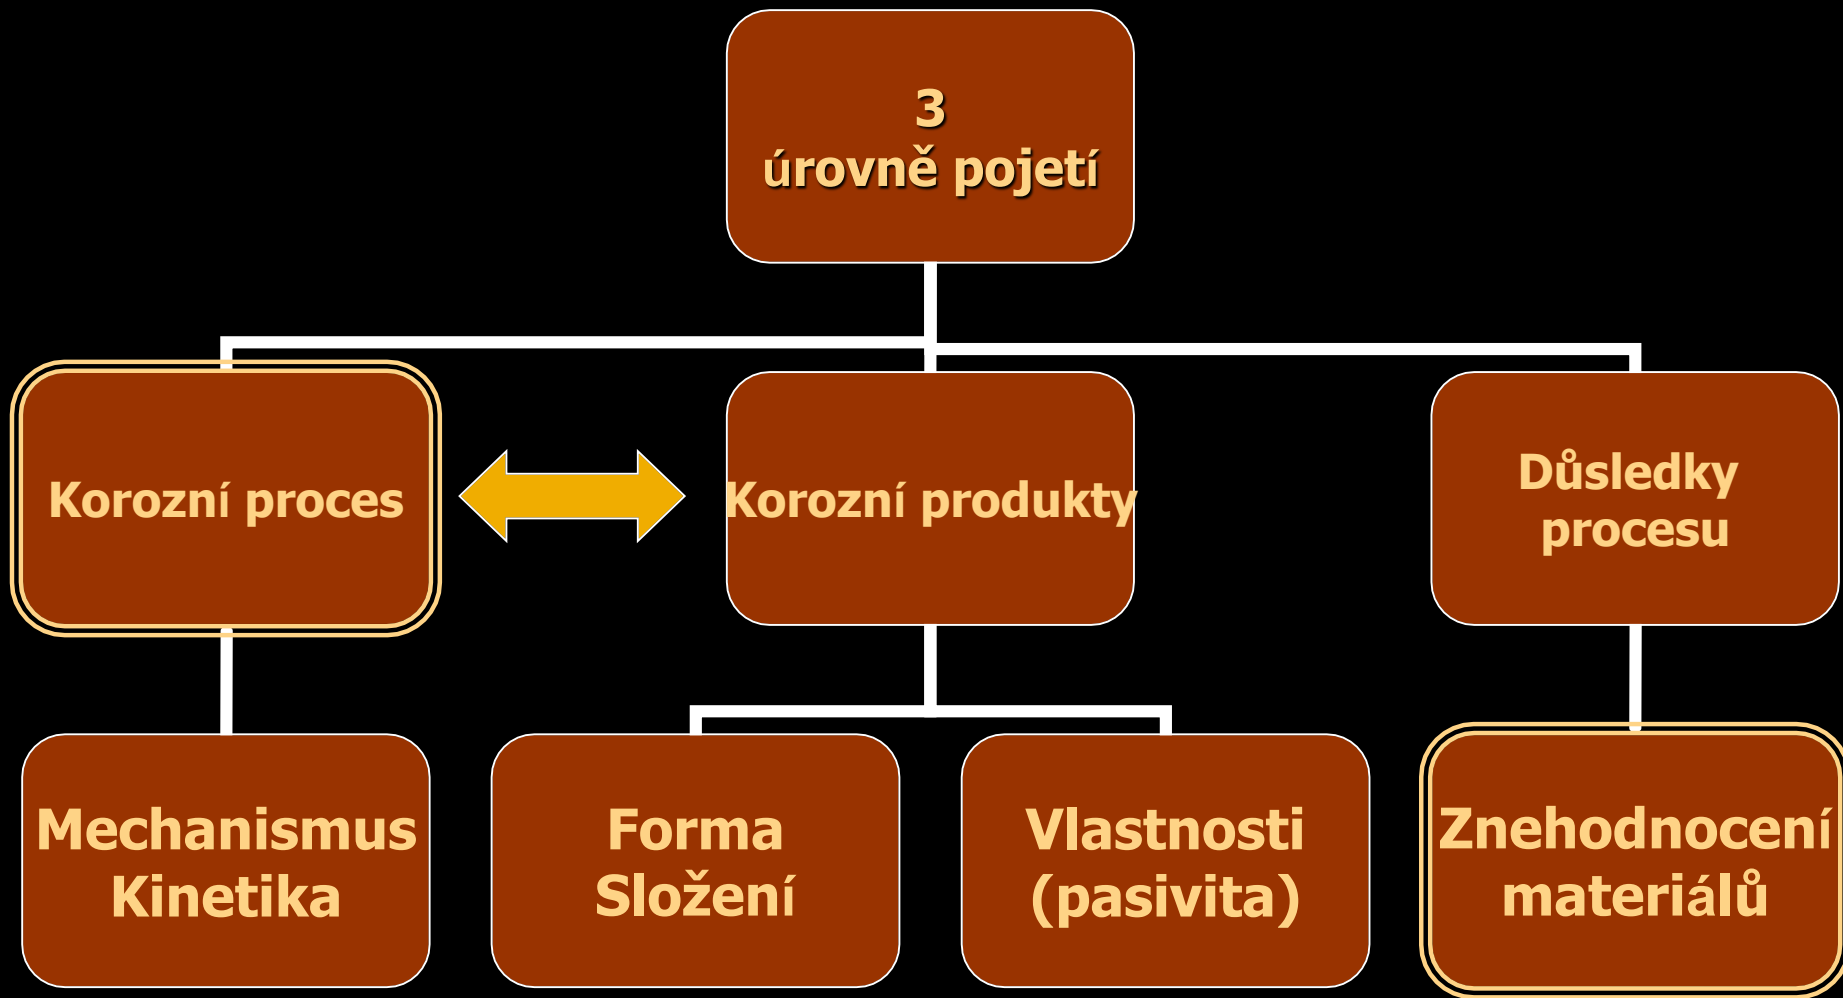 3
úrovně pojetí
Korozní proces
Korozní produkty
Důsledky
procesu
Mechanismus
Kinetika
Forma
Složení
Vlastnosti
(pasivita)
Znehodnocení
materiálů